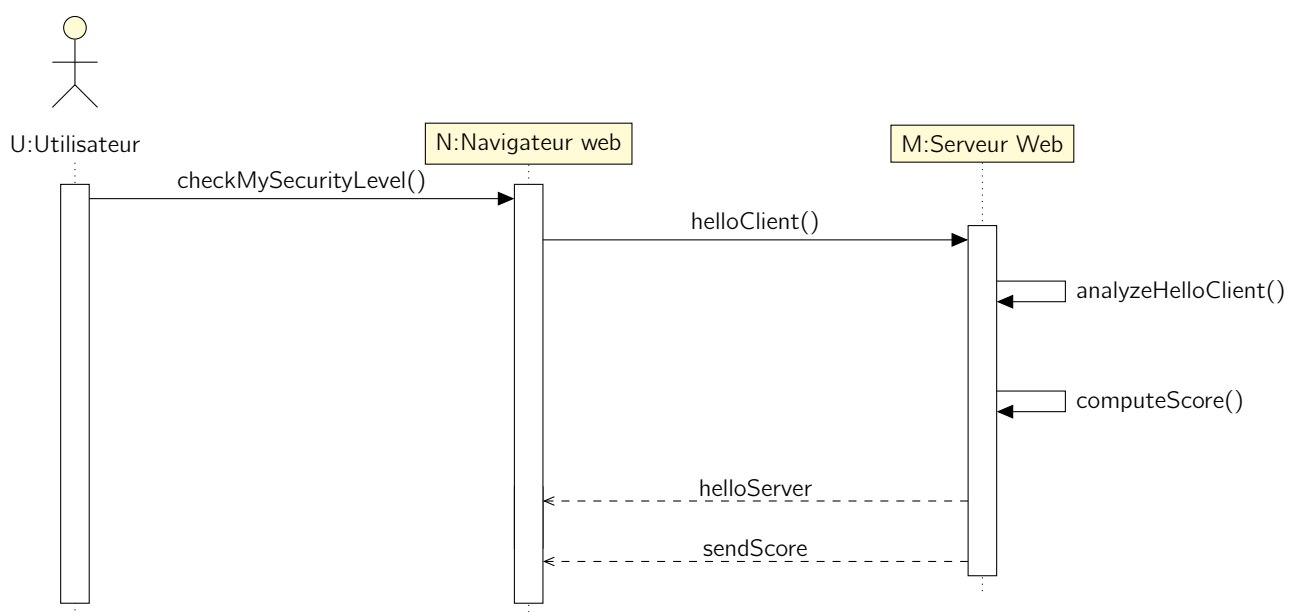 U:Utilisateur
N:Navigateur web
M:Serveur Web
checkMySecurityLevel()
helloClient()
analyzeHelloClient()
computeScore()
helloServer
sendScore